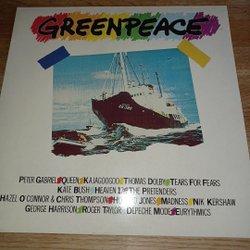 GREENPEACE
PETER GABRIEL QUEEN KAJAGOOGOO THOMAS DOLBY TEARS FOR FEARS
KATE BUSH HEAVEN 17 THE PRETENDERS
HAZEL O'CONNOR & CHRIS THOMPSON HOWARD JONES MADNESS NIK KERSHAW
GEORGE HARRISON ROGER TAYLOR DEPECHE MODE EURYTHMICS